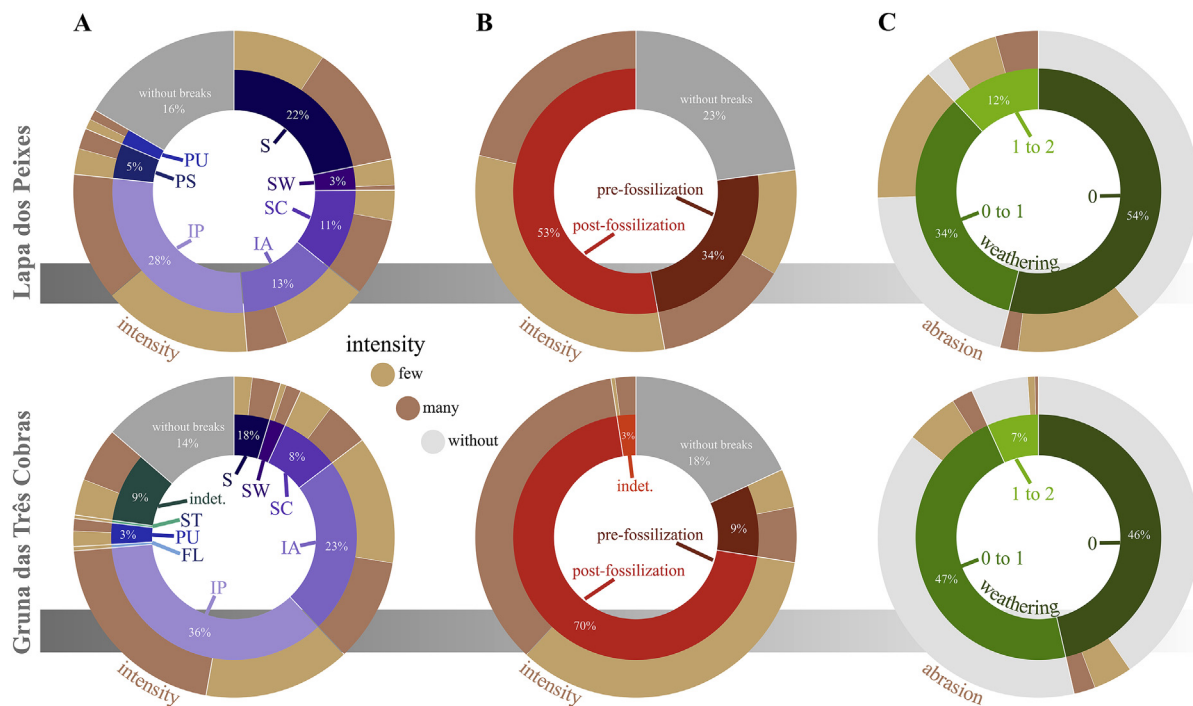 A
B
C
Lapa dos Peixes
without breaks
16%
22%
S
PU
5%
PS
SW
3%
SC
11%
IP
IA
28%
13%
intensity
without breaks
23%
pre-fossilization
post-fossilization
53%
34%
intensity
12%
1 to 2
0
0 to 1
54%
34%
weathering
abrasion
intensity
few
many
without
Gruna das Três Cobras
without breaks
14%
18%
S
SW
8%
SC
9%
indet.
ST
3%
PU
FL
IA
23%
IP
36%
intensity
3%
indet.
without breaks
18%
pre-fossilization
9%
post-fossilization
70%
intensity
7%
1 to 2
0
46%
0 to 1
47%
weathering
abrasion